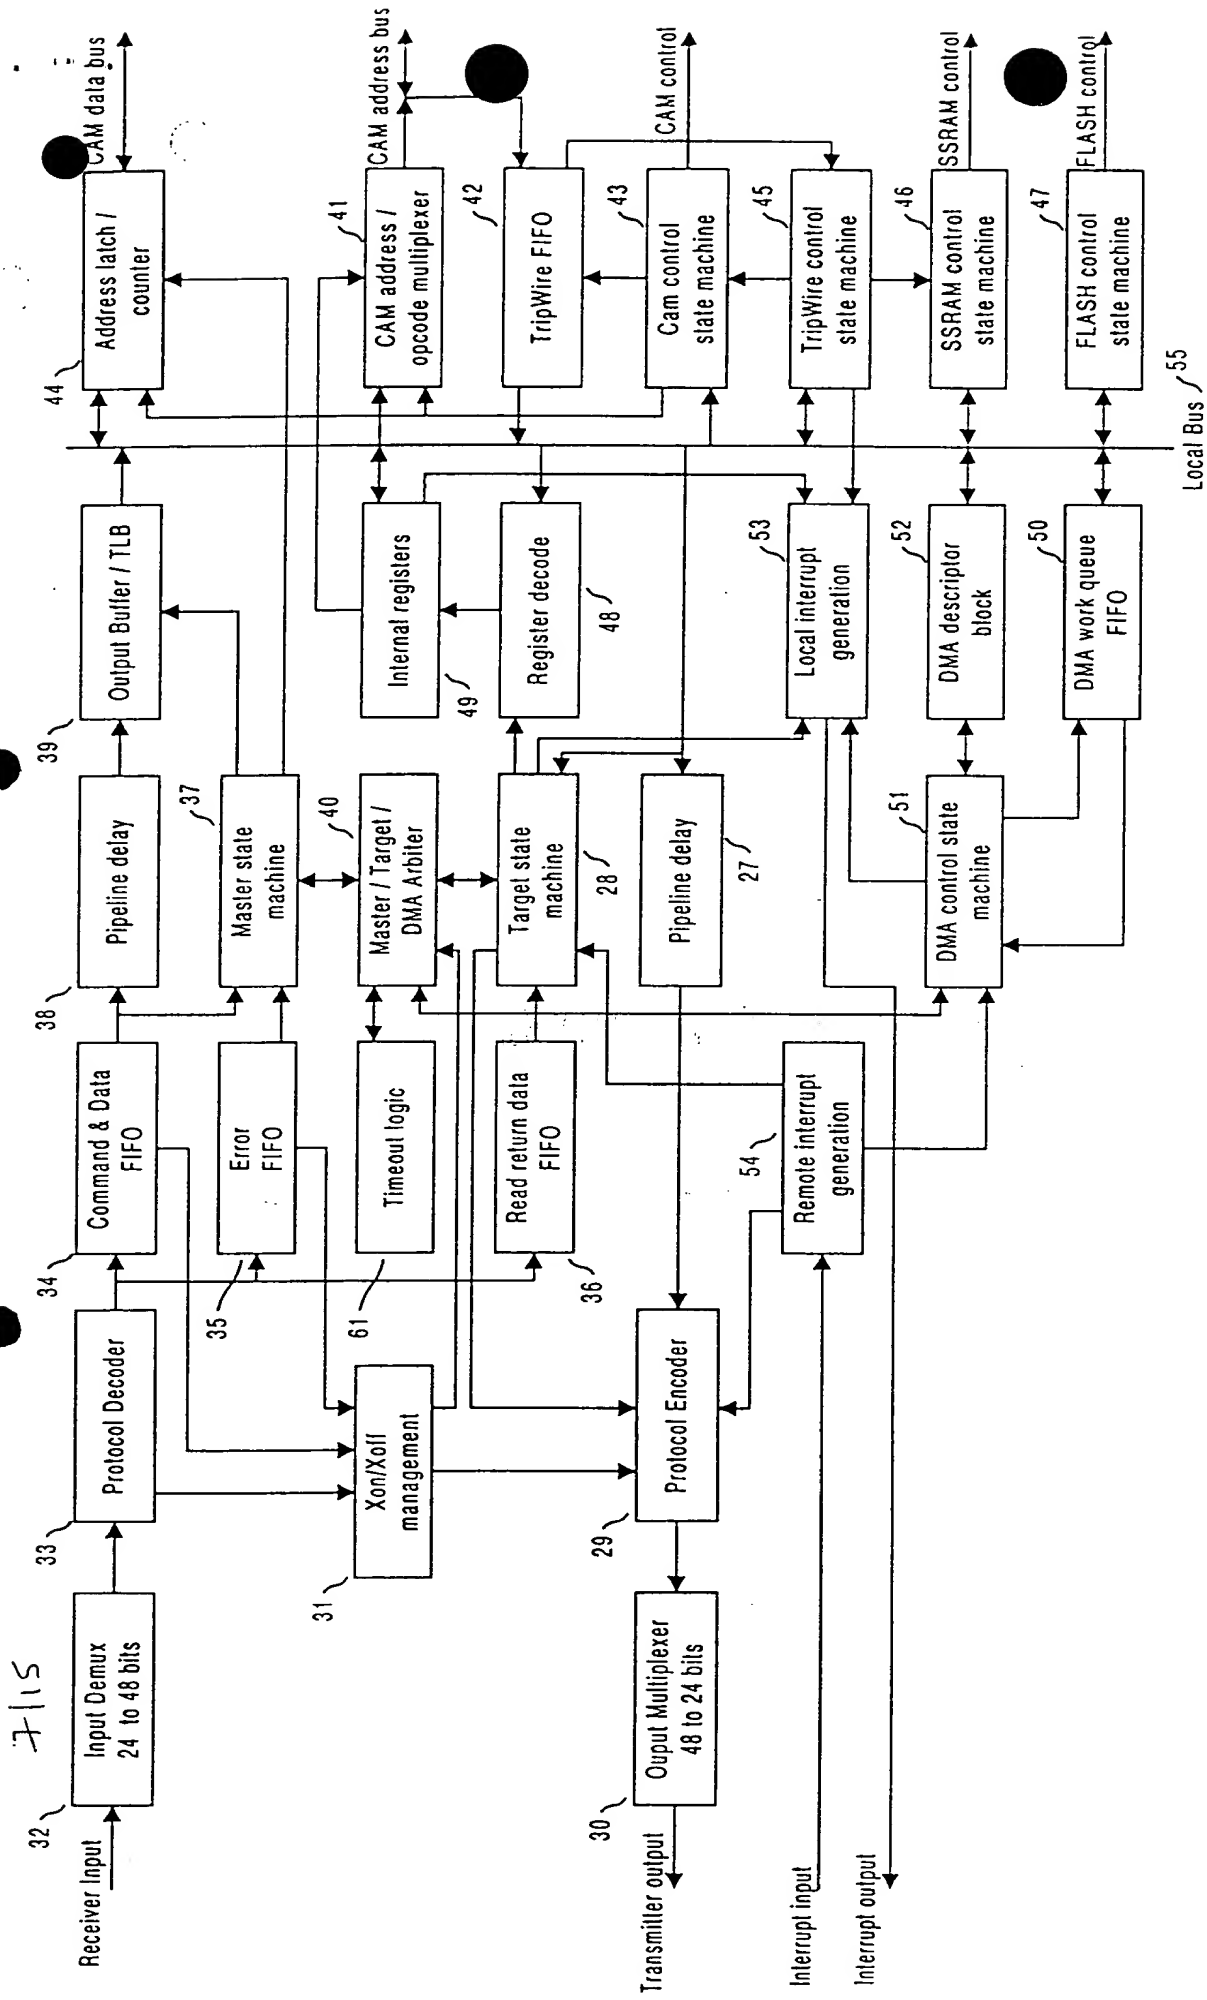 7/15
Receiver Input
32
Input Demux
24 to 48 bits
33
Protocol Decoder
34
Command & Data
FIFO
38
Pipeline delay
39
Output Buffer / TLB
44
Address latch /
counter
CAM data bus
35
Error
FIFO
37
Master state
machine
31
Xon/Xoff
management
61
Timeout logic
40
Master / Target /
DMA Arbiter
49
Internal registers
41
CAM address /
opcode multiplexer
CAM address bus
36
Read return data
FIFO
28
Target state
machine
48
Register decode
42
TripWire FIFO
Transmitter output
30
Ouput Multiplexer
48 to 24 bits
29
Protocol Encoder
27
Pipeline delay
43
Cam control
state machine
CAM control
Interrupt input
Interrupt output
54
Remote interrupt
generation
53
Local interrupt
generation
45
TripWire control
state machine
51
DMA control state
machine
52
DMA descriptor
block
46
SSRAM control
state machine
SSRAM control
50
DMA work queue
FIFO
47
FLASH control
state machine
FLASH control
Local Bus
55